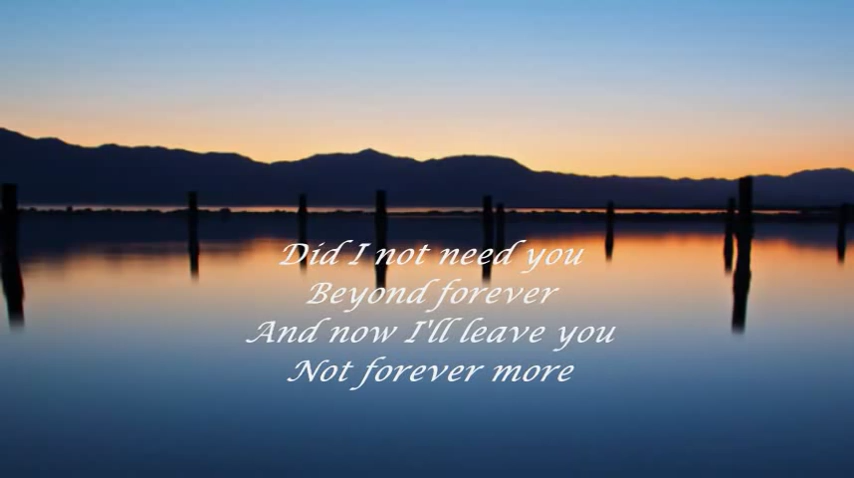 Did I not need you
Beyond forever
And now I'll leave you
Not forever more